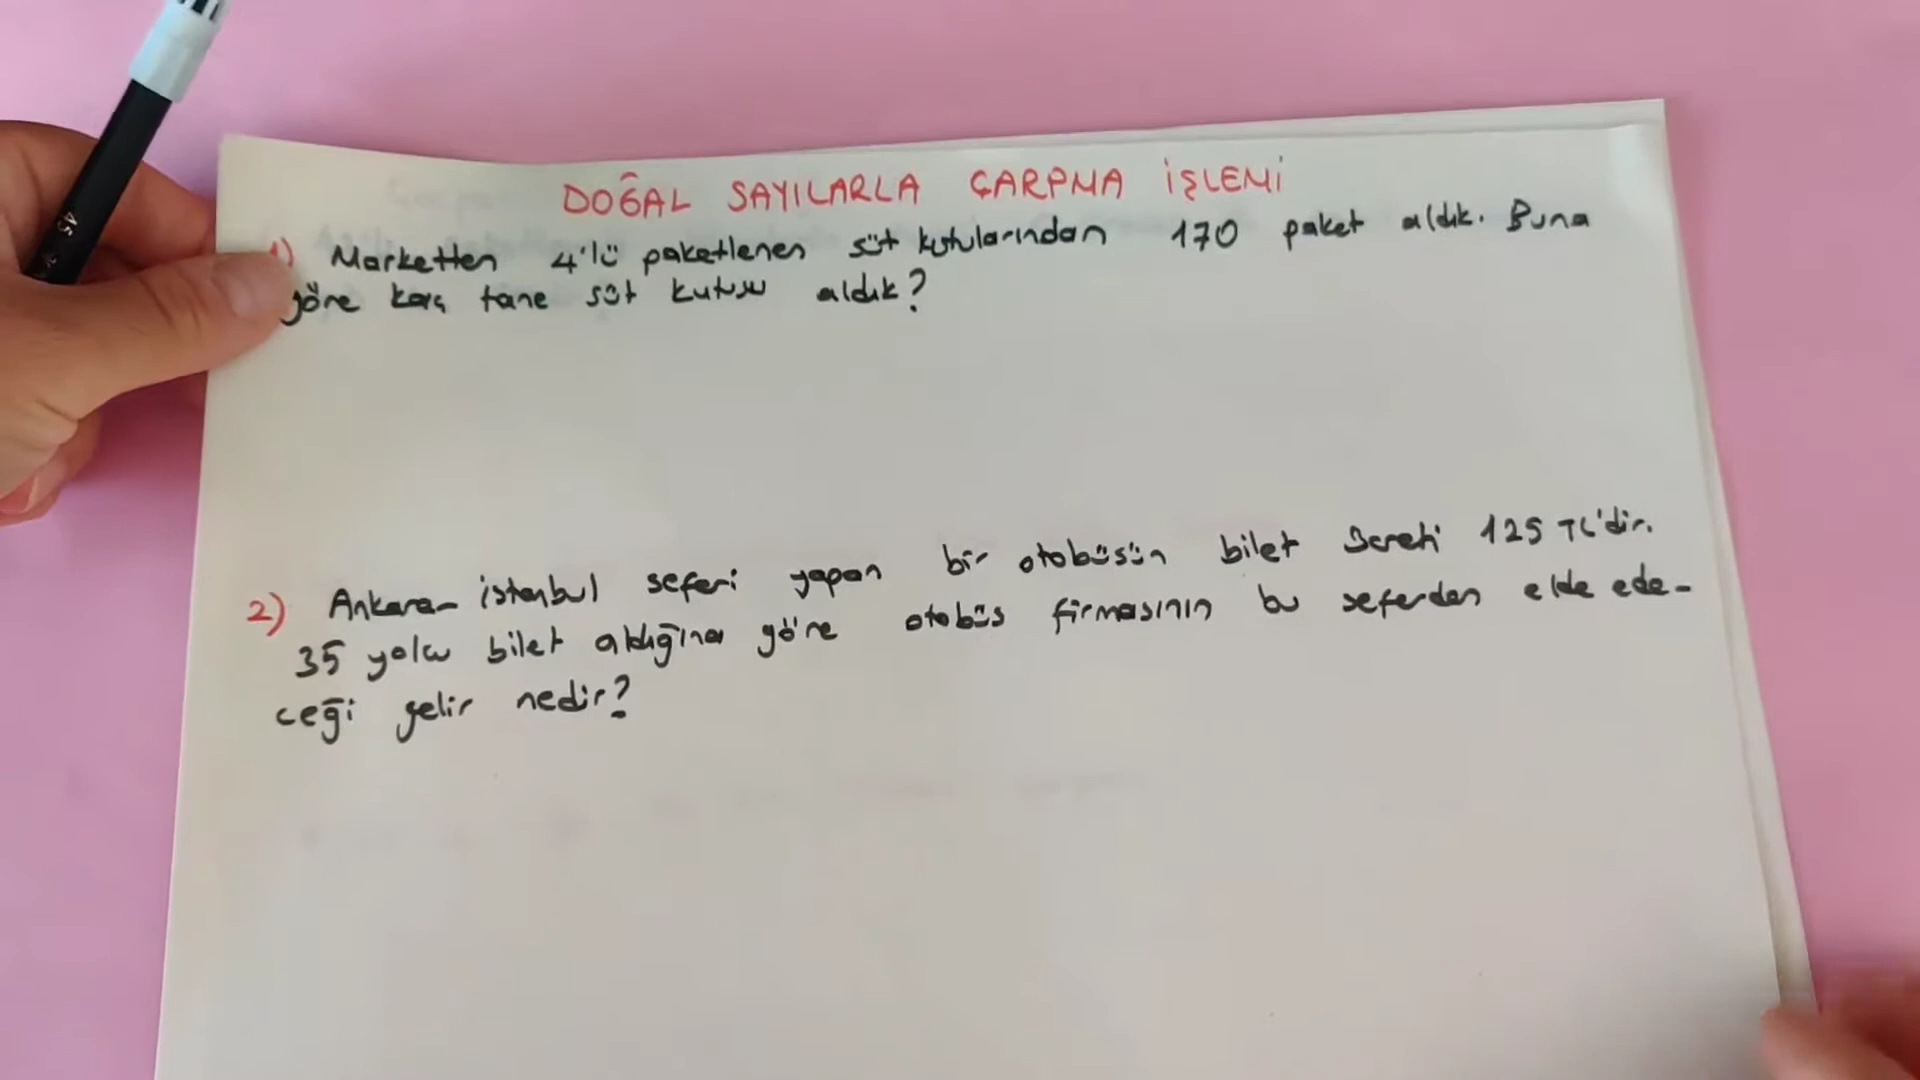 DOĞAL SAYILARLA ÇARPMA İŞLEMİ
1) Marketten 4'lü paketlenen süt kutularından 170 paket aldık. Buna
göre kaç tane süt kutusu aldık?
2) Ankara-İstanbul seferi yapan bir otobüsün bilet ücreti 125 TL'dir.
35 yolcu bilet aldığına göre otobüs firmasının bu seferden elde ede-
ceği gelir nedir?